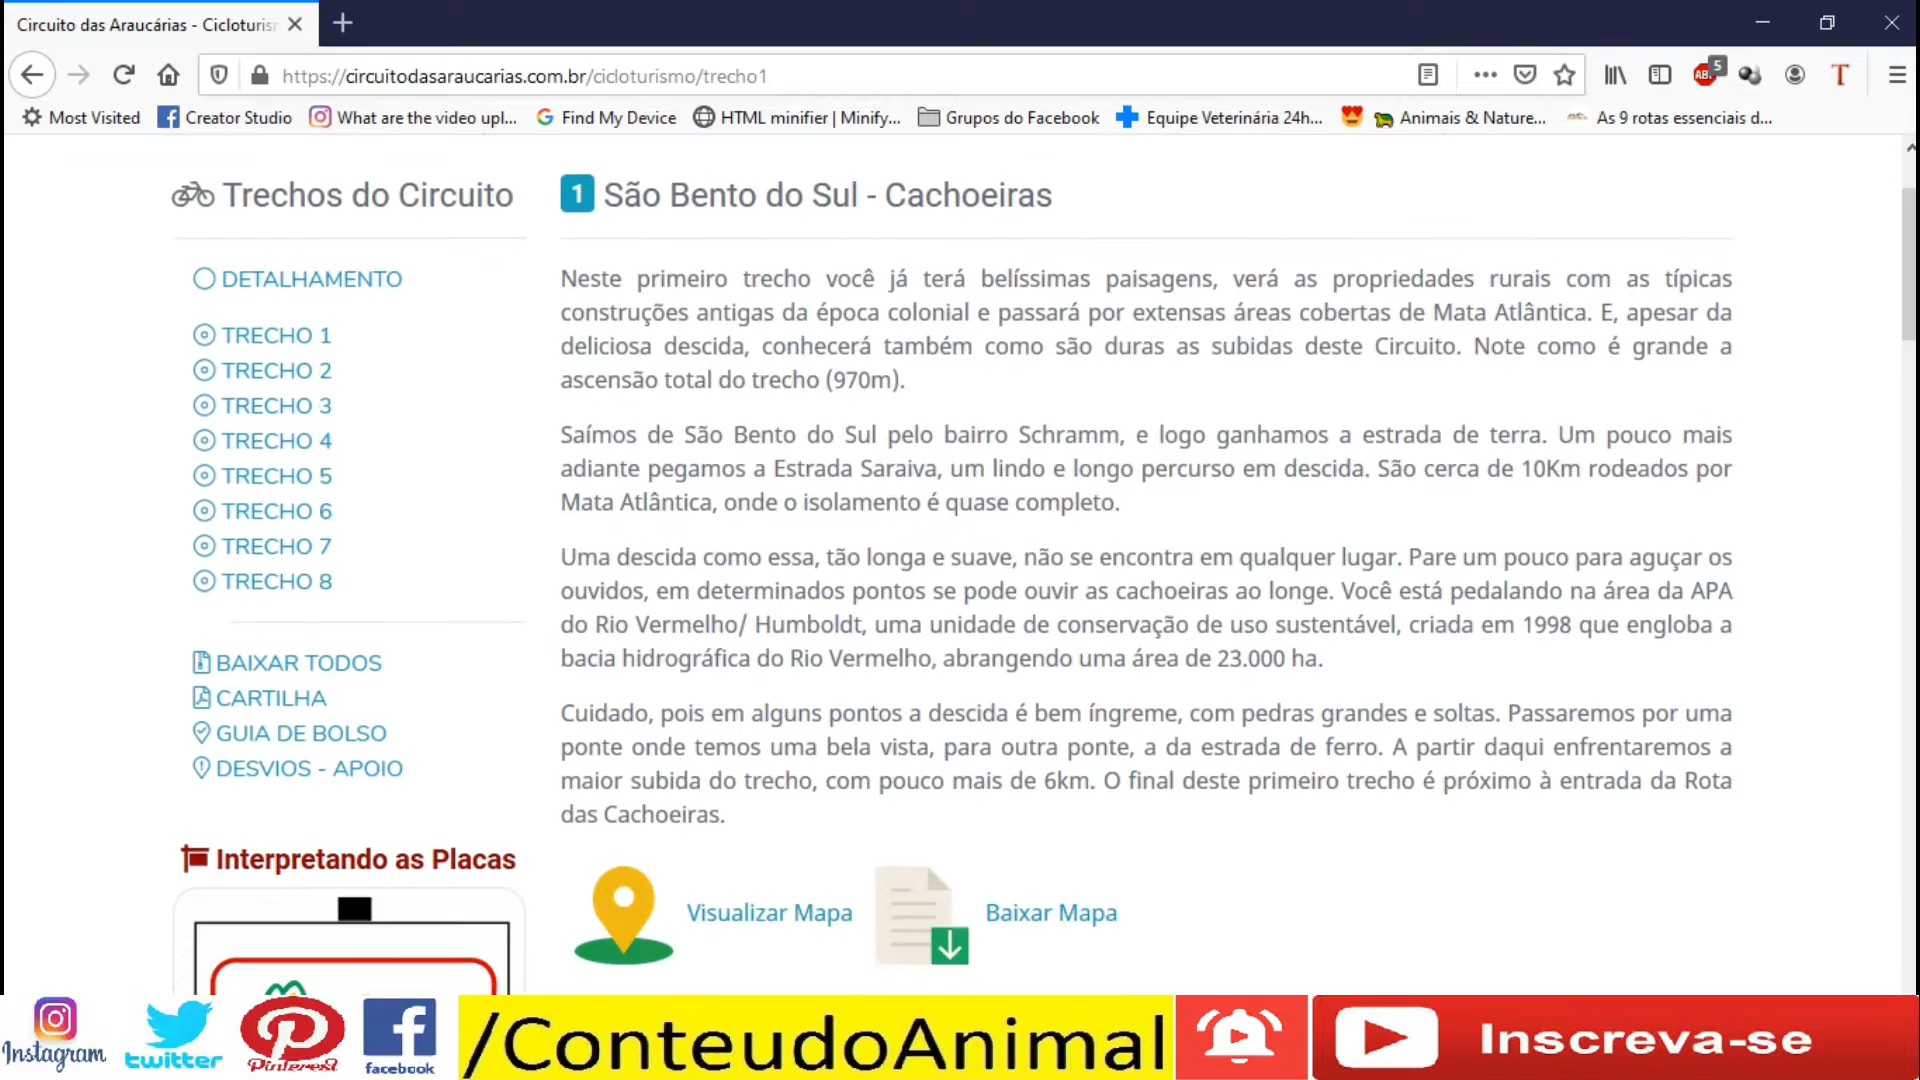 Circuito das Araucárias - Cicloturis
https://circuitodasaraucarias.com.br/cicloturismo/trecho1
5
Most Visited
Creator Studio
What are the video upl...
Find My Device
HTML minifier | Minify,...
Grupos do Facebook
Equipe Veterinária 24h...
Animais & Nature...
As 9 rotas essenciais d...
Trechos do Circuito
DETALHAMENTO
TRECHO 1
TRECHO 2
TRECHO 3
TRECHO 4
TRECHO 5
TRECHO 6
TRECHO 7
TRECHO 8
BAIXAR TODOS
CARTILHA
GUIA DE BOLSO
DESVIOS - APOIO
Interpretando as Placas
1 São Bento do Sul - Cachoeiras
Neste primeiro trecho você já terá belíssimas paisagens, verá as propriedades rurais com as típicas
construções antigas da época colonial e passará por extensas áreas cobertas de Mata Atlântica. E, apesar da
deliciosa descida, conhecerá também como são duras as subidas deste Circuito. Note como é grande a
ascensão total do trecho (970m).
Saímos de São Bento do Sul pelo bairro Schramm, e logo ganhamos a estrada de terra. Um pouco mais
adiante pegamos a Estrada Saraiva, um lindo e longo percurso em descida. São cerca de 10Km rodeados por
Mata Atlântica, onde o isolamento é quase completo.
Uma descida como essa, tão longa e suave, não se encontra em qualquer lugar. Pare um pouco para aguçar os
ouvidos, em determinados pontos se pode ouvir as cachoeiras ao longe. Você está pedalando na área da APA
do Rio Vermelho/ Humboldt, uma unidade de conservação de uso sustentável, criada em 1998 que engloba a
bacia hidrográfica do Rio Vermelho, abrangendo uma área de 23.000 ha.
Cuidado, pois em alguns pontos a descida é bem íngreme, com pedras grandes e soltas. Passaremos por uma
ponte onde temos uma bela vista, para outra ponte, a da estrada de ferro. A partir daqui enfrentaremos a
maior subida do trecho, com pouco mais de 6km. O final deste primeiro trecho é próximo à entrada da Rota
das Cachoeiras.
Visualizar Mapa
Baixar Mapa
Instagram
twitter
Pinterest
facebook
/ConteudoAnimal
Inscreva-se